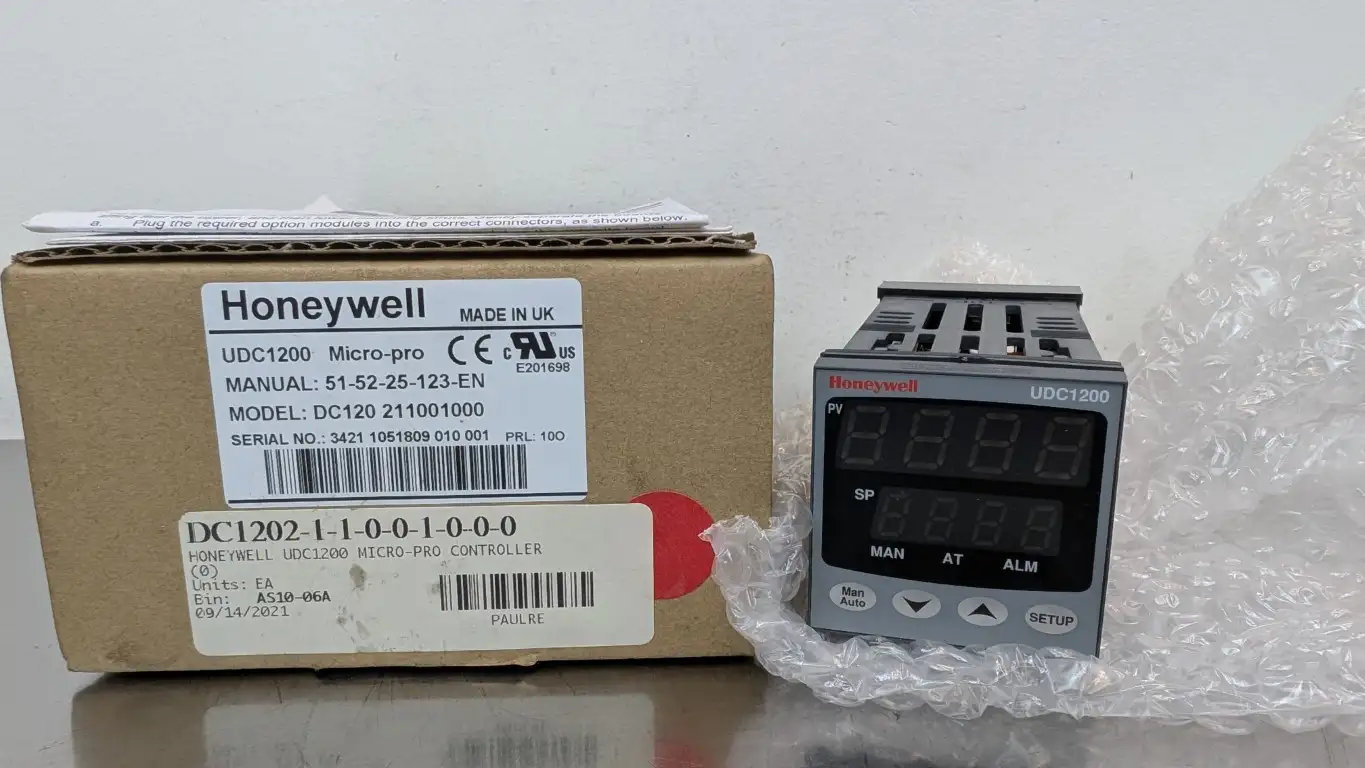 a. Plug the required option modules into the correct connectors, as shown below.
Honeywell MADE IN UK
UDC1200 Micro-pro CE c RU US
E201698
MANUAL: 51-52-25-123-EN
MODEL: DC120 211001000
SERIAL NO.: 3421 1051809 010 001 PRL: 10O
DC1202-1-1-0-0-1-0-0-0
HONEYWELL UDC1200 MICRO-PRO CONTROLLER
(0)
Units: EA
Bin: AS10-06A
09/14/2021
PAULRE
Honeywell
UDC1200
PV
SP
MAN AT ALM
Man
Auto
SETUP